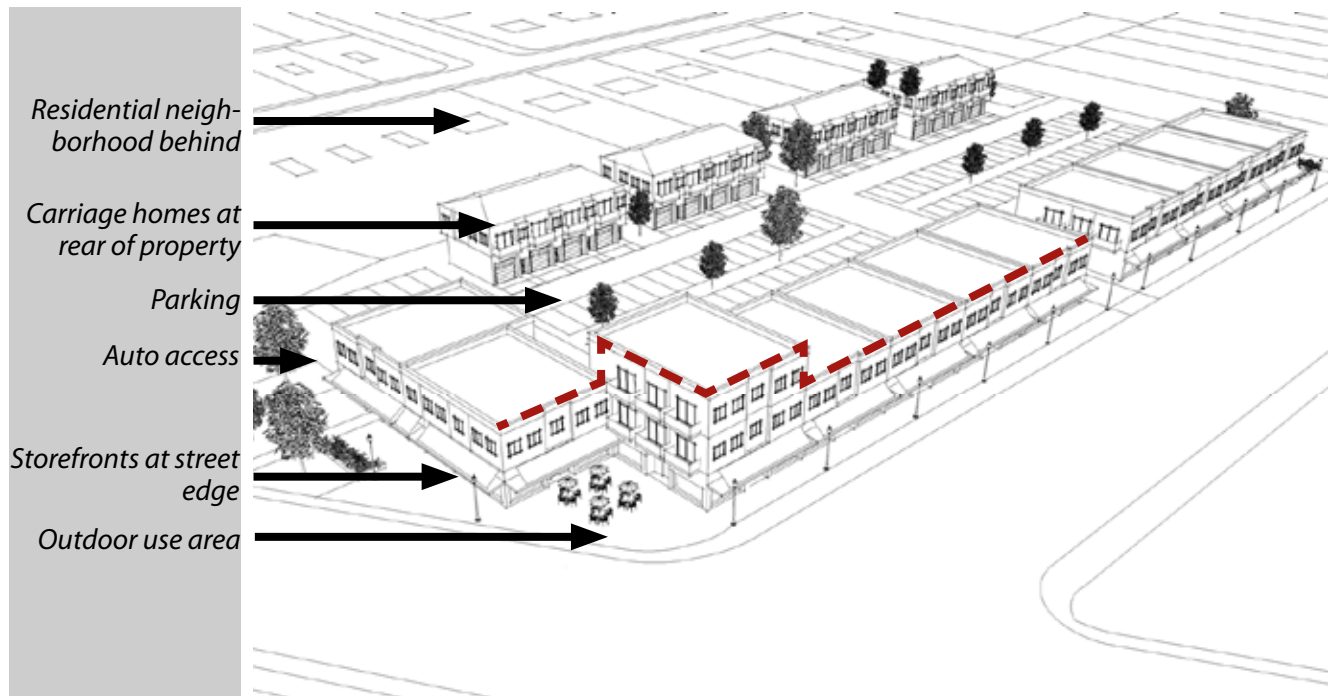 Residential neigh-
borhood behind
Carriage homes at
rear of property
Parking
Auto access
Storefronts at street
edge
Outdoor use area